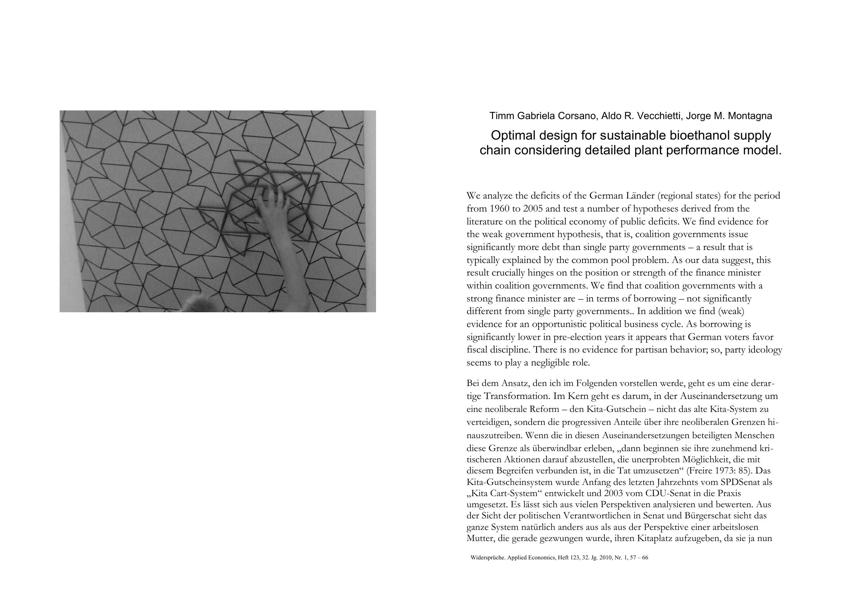 Timm Gabriela Corsano, Aldo R. Vecchietti, Jorge M. Montagna
Optimal design for sustainable bioethanol supply
chain considering detailed plant performance model.
We analyze the deficits of the German Länder (regional states) for the period
from 1960 to 2005 and test a number of hypotheses derived from the
literature on the political economy of public deficits. We find evidence for
the weak government hypothesis, that is, coalition governments issue
significantly more debt than single party governments – a result that is
typically explained by the common pool problem. As our data suggest, this
result crucially hinges on the position or strength of the finance minister
within coalition governments. We find that coalition governments with a
strong finance minister are – in terms of borrowing – not significantly
different from single party governments.. In addition we find (weak)
evidence for an opportunistic political business cycle. As borrowing is
significantly lower in pre-election years it appears that German voters favor
fiscal discipline. There is no evidence for partisan behavior; so, party ideology
seems to play a negligible role.
Bei dem Ansatz, den ich im Folgenden vorstellen werde, geht es um eine derar-
tige Transformation. Im Kern geht es darum, in der Auseinandersetzung um
eine neoliberale Reform – den Kita-Gutschein – nicht das alte Kita-System zu
verteidigen, sondern die progressiven Anteile über ihre neoliberalen Grenzen hi-
nauszutreiben. Wenn die in diesen Auseinandersetzungen beteiligten Menschen
diese Grenze als überwindbar erleben, „dann beginnen sie ihre zunehmend kri-
tischeren Aktionen darauf abzustellen, die unerprobten Möglichkeit, die mit
diesem Begreifen verbunden ist, in die Tat umzusetzen“ (Freire 1973: 85). Das
Kita-Gutscheinsystem wurde Anfang des letzten Jahrzehnts vom SPDSenat als
„Kita Cart-System“ entwickelt und 2003 vom CDU-Senat in die Praxis
umgesetzt. Es lässt sich aus vielen Perspektiven analysieren und bewerten. Aus
der Sicht der politischen Verantwortlichen in Senat und Bürgerschat sieht das
ganze System natürlich anders aus als aus der Perspektive einer arbeitslosen
Mutter, die gerade gezwungen wurde, ihren Kitaplatz aufzugeben, da sie ja nun
Widersprüche. Applied Economics, Heft 123, 32. Jg. 2010, Nr. 1, 57 – 66